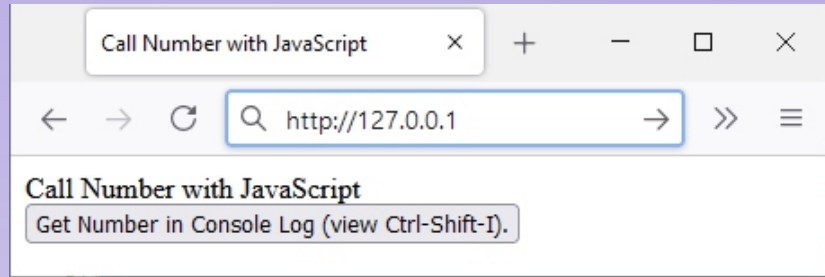 Call Number with JavaScript
http://127.0.0.1
Call Number with JavaScript
Get Number in Console Log (view Ctrl-Shift-I).